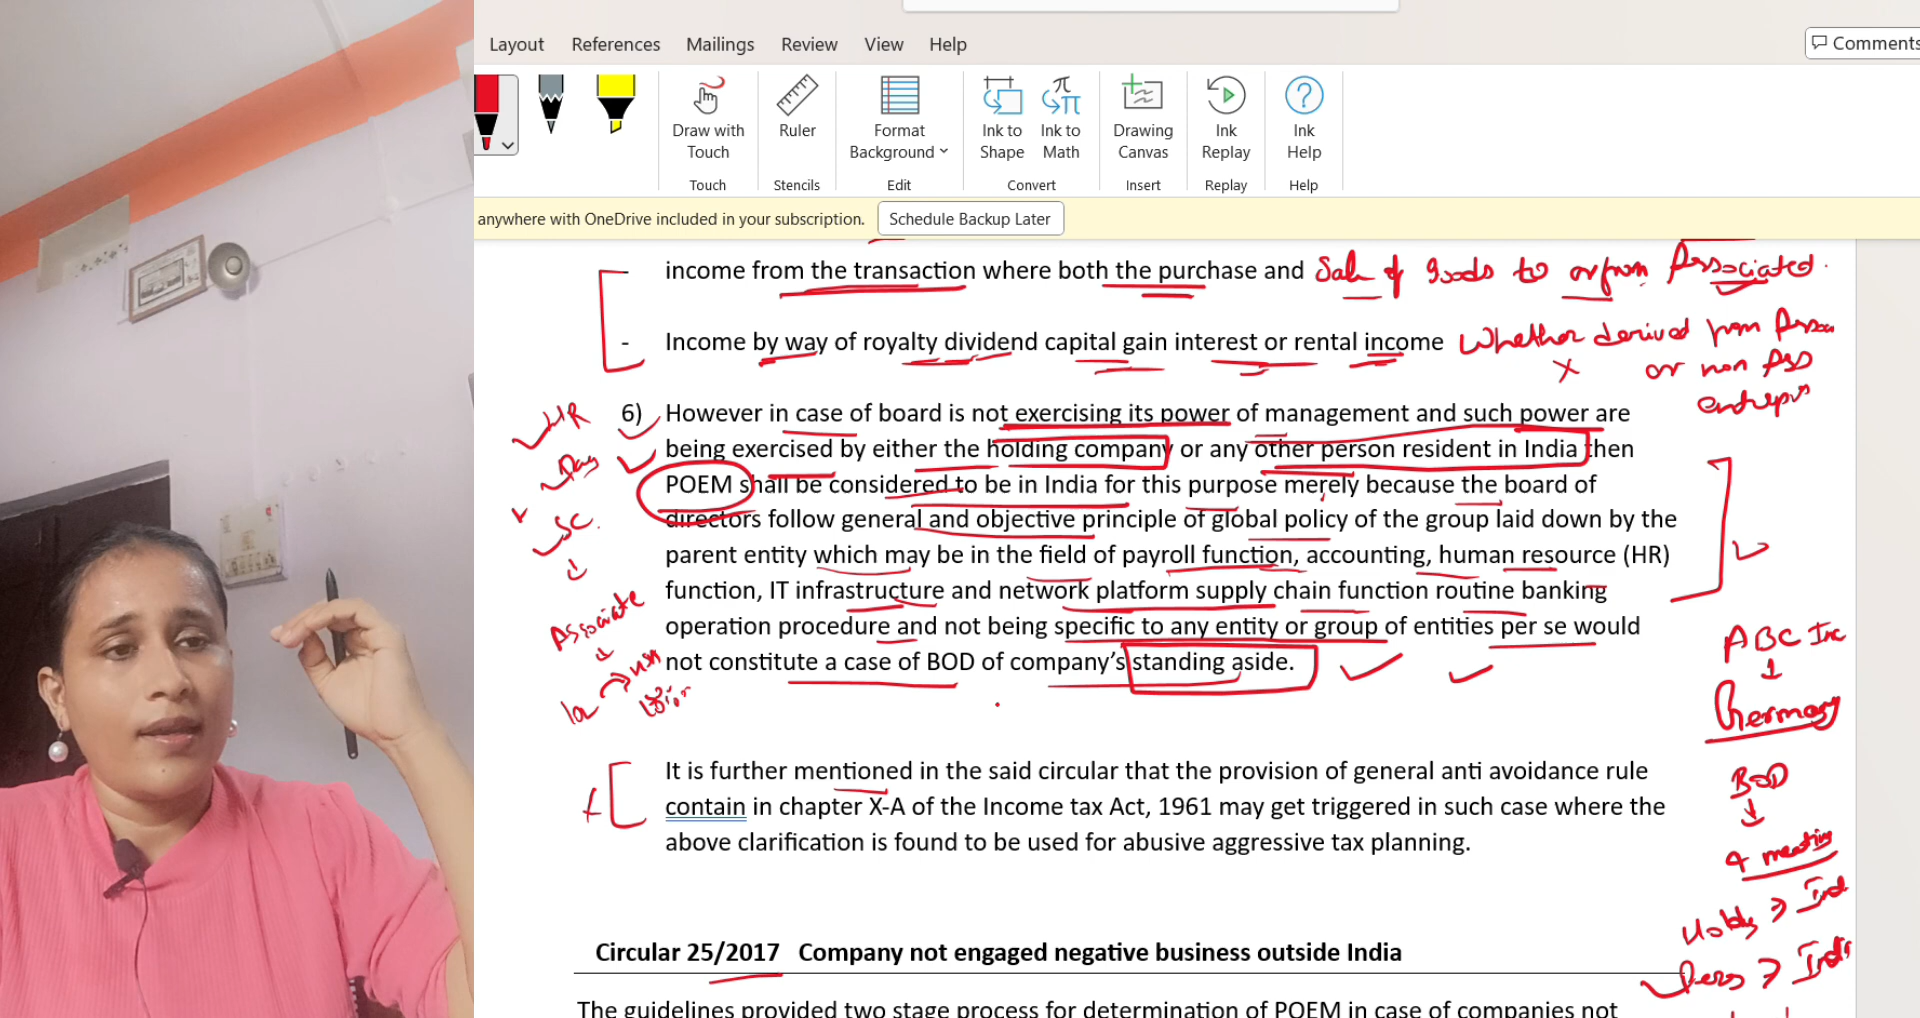 Layout References Mailings Review View Help
Comments
Draw with Touch
Ruler
Format Background
Ink to Shape
Ink to Math
Drawing Canvas
Ink Replay
Ink Help
Touch Stencils Edit Convert Insert Replay Help
anywhere with OneDrive included in your subscription. Schedule Backup Later
- income from the transaction where both the purchase and Sale of goods to or from Associated.
- Income by way of royalty dividend capital gain interest or rental income Whether derived from
or non
HR
6) However in case of board is not exercising its power of management and such power are
being exercised by either the holding company or any other person resident in India then
POEM shall be considered to be in India for this purpose merely because the board of
directors follow general and objective principle of global policy of the group laid down by the
parent entity which may be in the field of payroll function, accounting, human resource (HR)
function, IT infrastructure and network platform supply chain function routine banking
operation procedure and not being specific to any entity or group of entities per se would
not constitute a case of BOD of company's standing aside.
SC.
Associate
ABC Inc
Germany
BOD
4 meeting
It is further mentioned in the said circular that the provision of general anti avoidance rule
contain in chapter X-A of the Income tax Act, 1961 may get triggered in such case where the
above clarification is found to be used for abusive aggressive tax planning.
Circular 25/2017 Company not engaged negative business outside India
The guidelines provided two stage process for determination of POEM in case of companies not